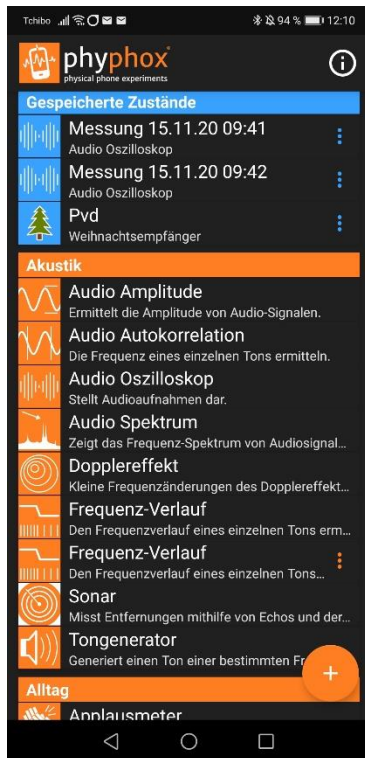 Tchibo 94 % 12:10
phyphox
physical phone experiments
Gespeicherte Zustände
Messung 15.11.20 09:41
Audio Oszilloskop
Messung 15.11.20 09:42
Audio Oszilloskop
Pvd
Weihnachtsempfänger
Akustik
Audio Amplitude
Ermittelt die Amplitude von Audio-Signalen.
Audio Autokorrelation
Die Frequenz eines einzelnen Tons ermitteln.
Audio Oszilloskop
Stellt Audioaufnahmen dar.
Audio Spektrum
Zeigt das Frequenz-Spektrum von Audiosignal...
Dopplereffekt
Kleine Frequenzänderungen des Dopplereffekt...
Frequenz-Verlauf
Den Frequenzverlauf eines einzelnen Tons erm...
Frequenz-Verlauf
Den Frequenzverlauf eines einzelnen Tons...
Sonar
Misst Entfernungen mithilfe von Echos und der...
Tongenerator
Generiert einen Ton einer bestimmten Fr
Alltag
Applausmeter